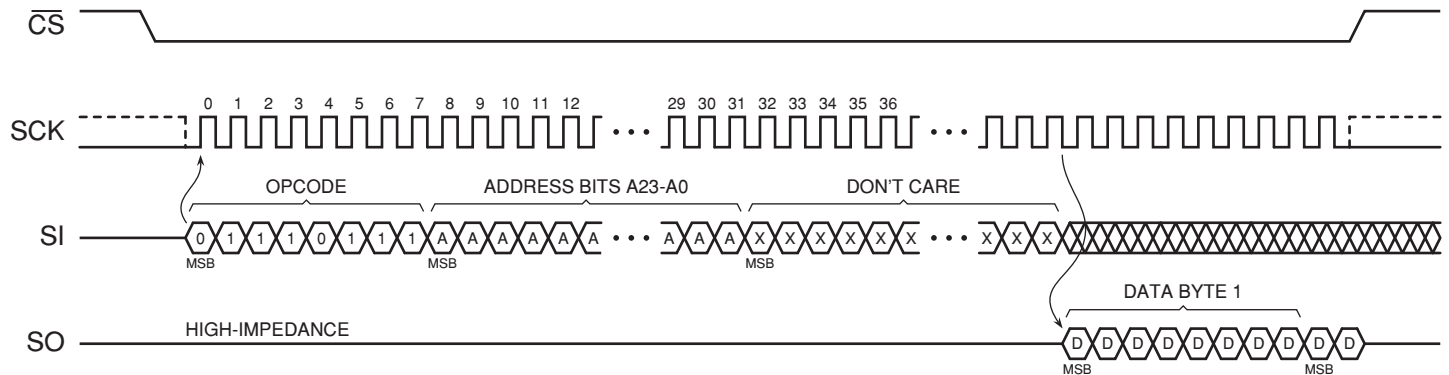 CS
0 1 2 3 4 5 6 7 8 9 10 11 12 29 30 31 32 33 34 35 36
SCK
OPCODE ADDRESS BITS A23-A0 DON'T CARE
SI 0 1 1 1 0 1 1 1 A A A A A A A A A X X X X X X X X X
MSB MSB MSB
DATA BYTE 1
HIGH-IMPEDANCE
SO D D D D D D D D D D
MSB MSB